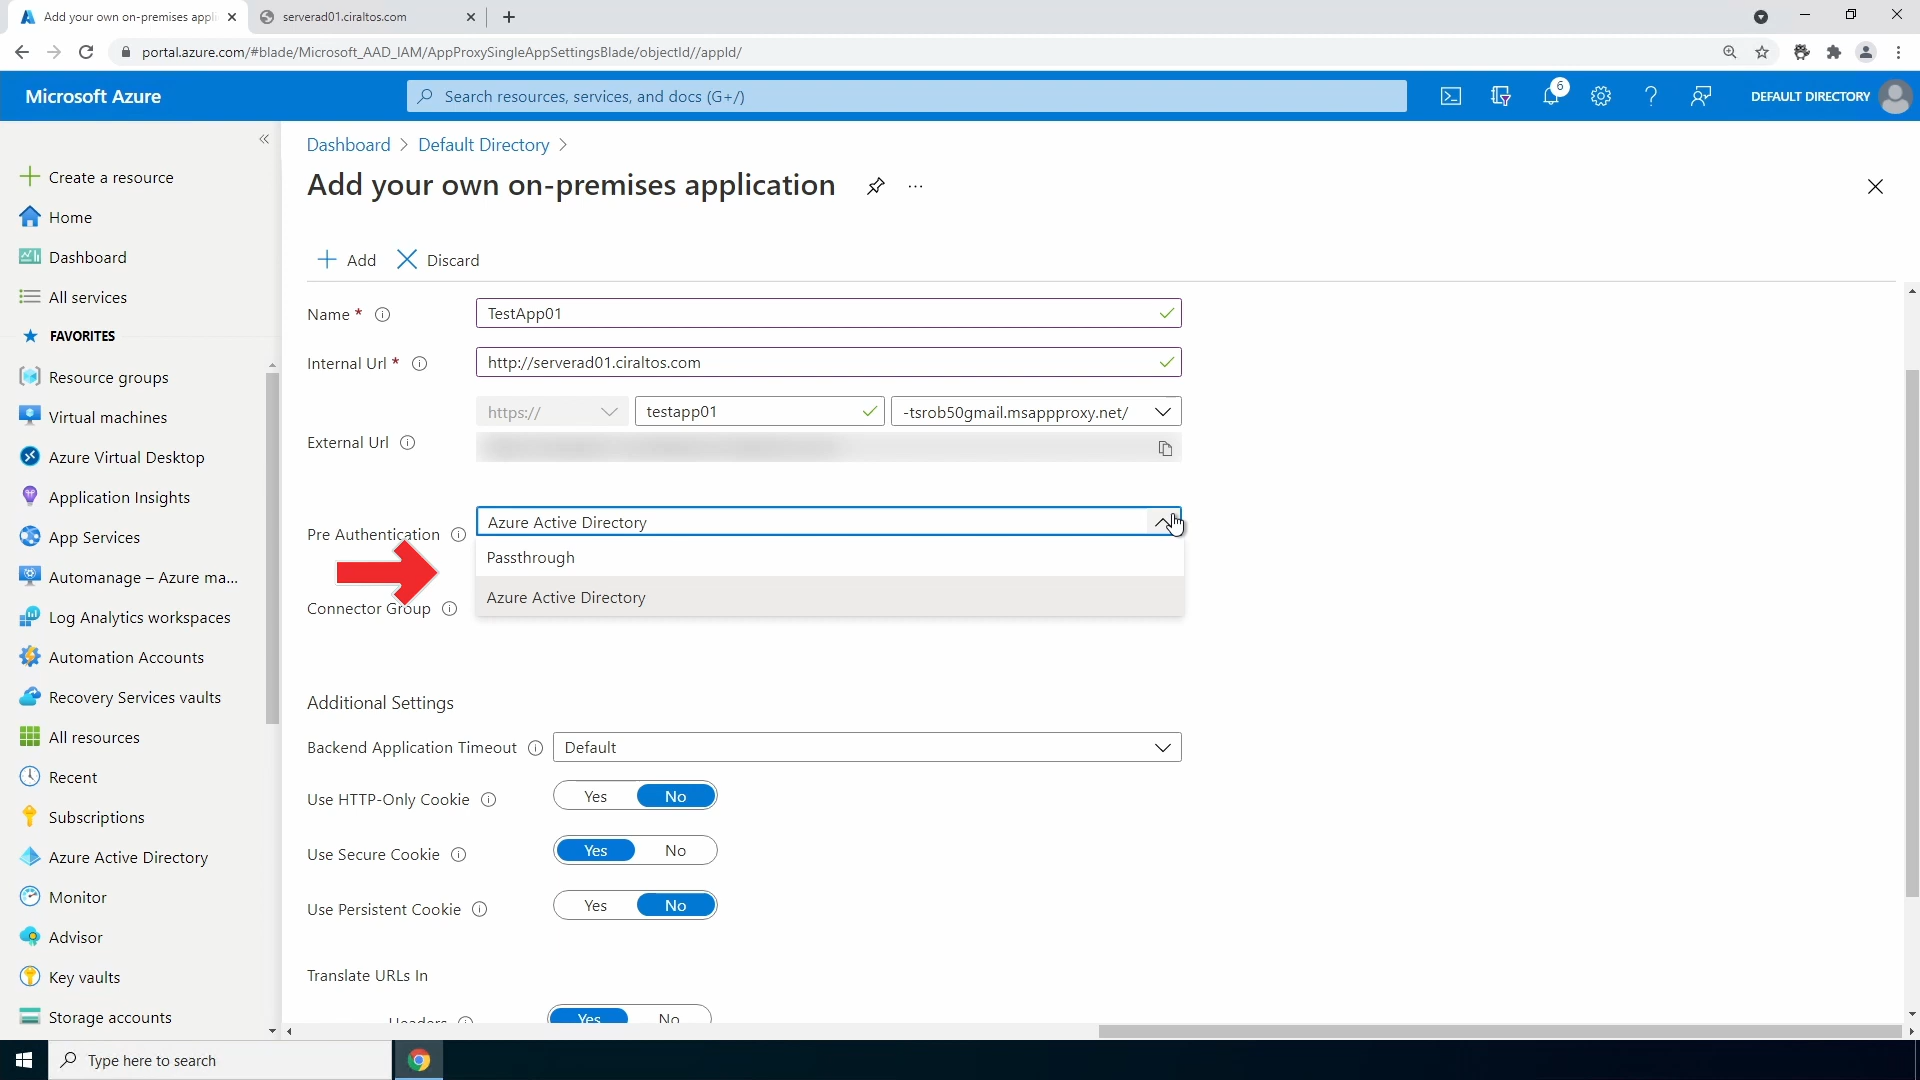 Add your own on-premises appli
serverad01.ciraltos.com
portal.azure.com/#blade/Microsoft_AAD_IAM/AppProxySingleAppSettingsBlade/objectId//appId/
Microsoft Azure
Search resources, services, and docs (G+/)
6
DEFAULT DIRECTORY
Dashboard > Default Directory >
Add your own on-premises application
Add
Discard
Create a resource
Home
Dashboard
All services
FAVORITES
Resource groups
Virtual machines
Azure Virtual Desktop
Application Insights
App Services
Automanage – Azure ma...
Log Analytics workspaces
Automation Accounts
Recovery Services vaults
All resources
Recent
Subscriptions
Azure Active Directory
Monitor
Advisor
Key vaults
Storage accounts
Name *
TestApp01
Internal Url *
http://serverad01.ciraltos.com
https://
testapp01
-tsrob50gmail.msappproxy.net/
External Url
Pre Authentication
Azure Active Directory
Passthrough
Azure Active Directory
Connector Group
Additional Settings
Backend Application Timeout
Default
Use HTTP-Only Cookie
Yes No
Use Secure Cookie
Yes No
Use Persistent Cookie
Yes No
Translate URLs In
Headers
Yes No
Type here to search